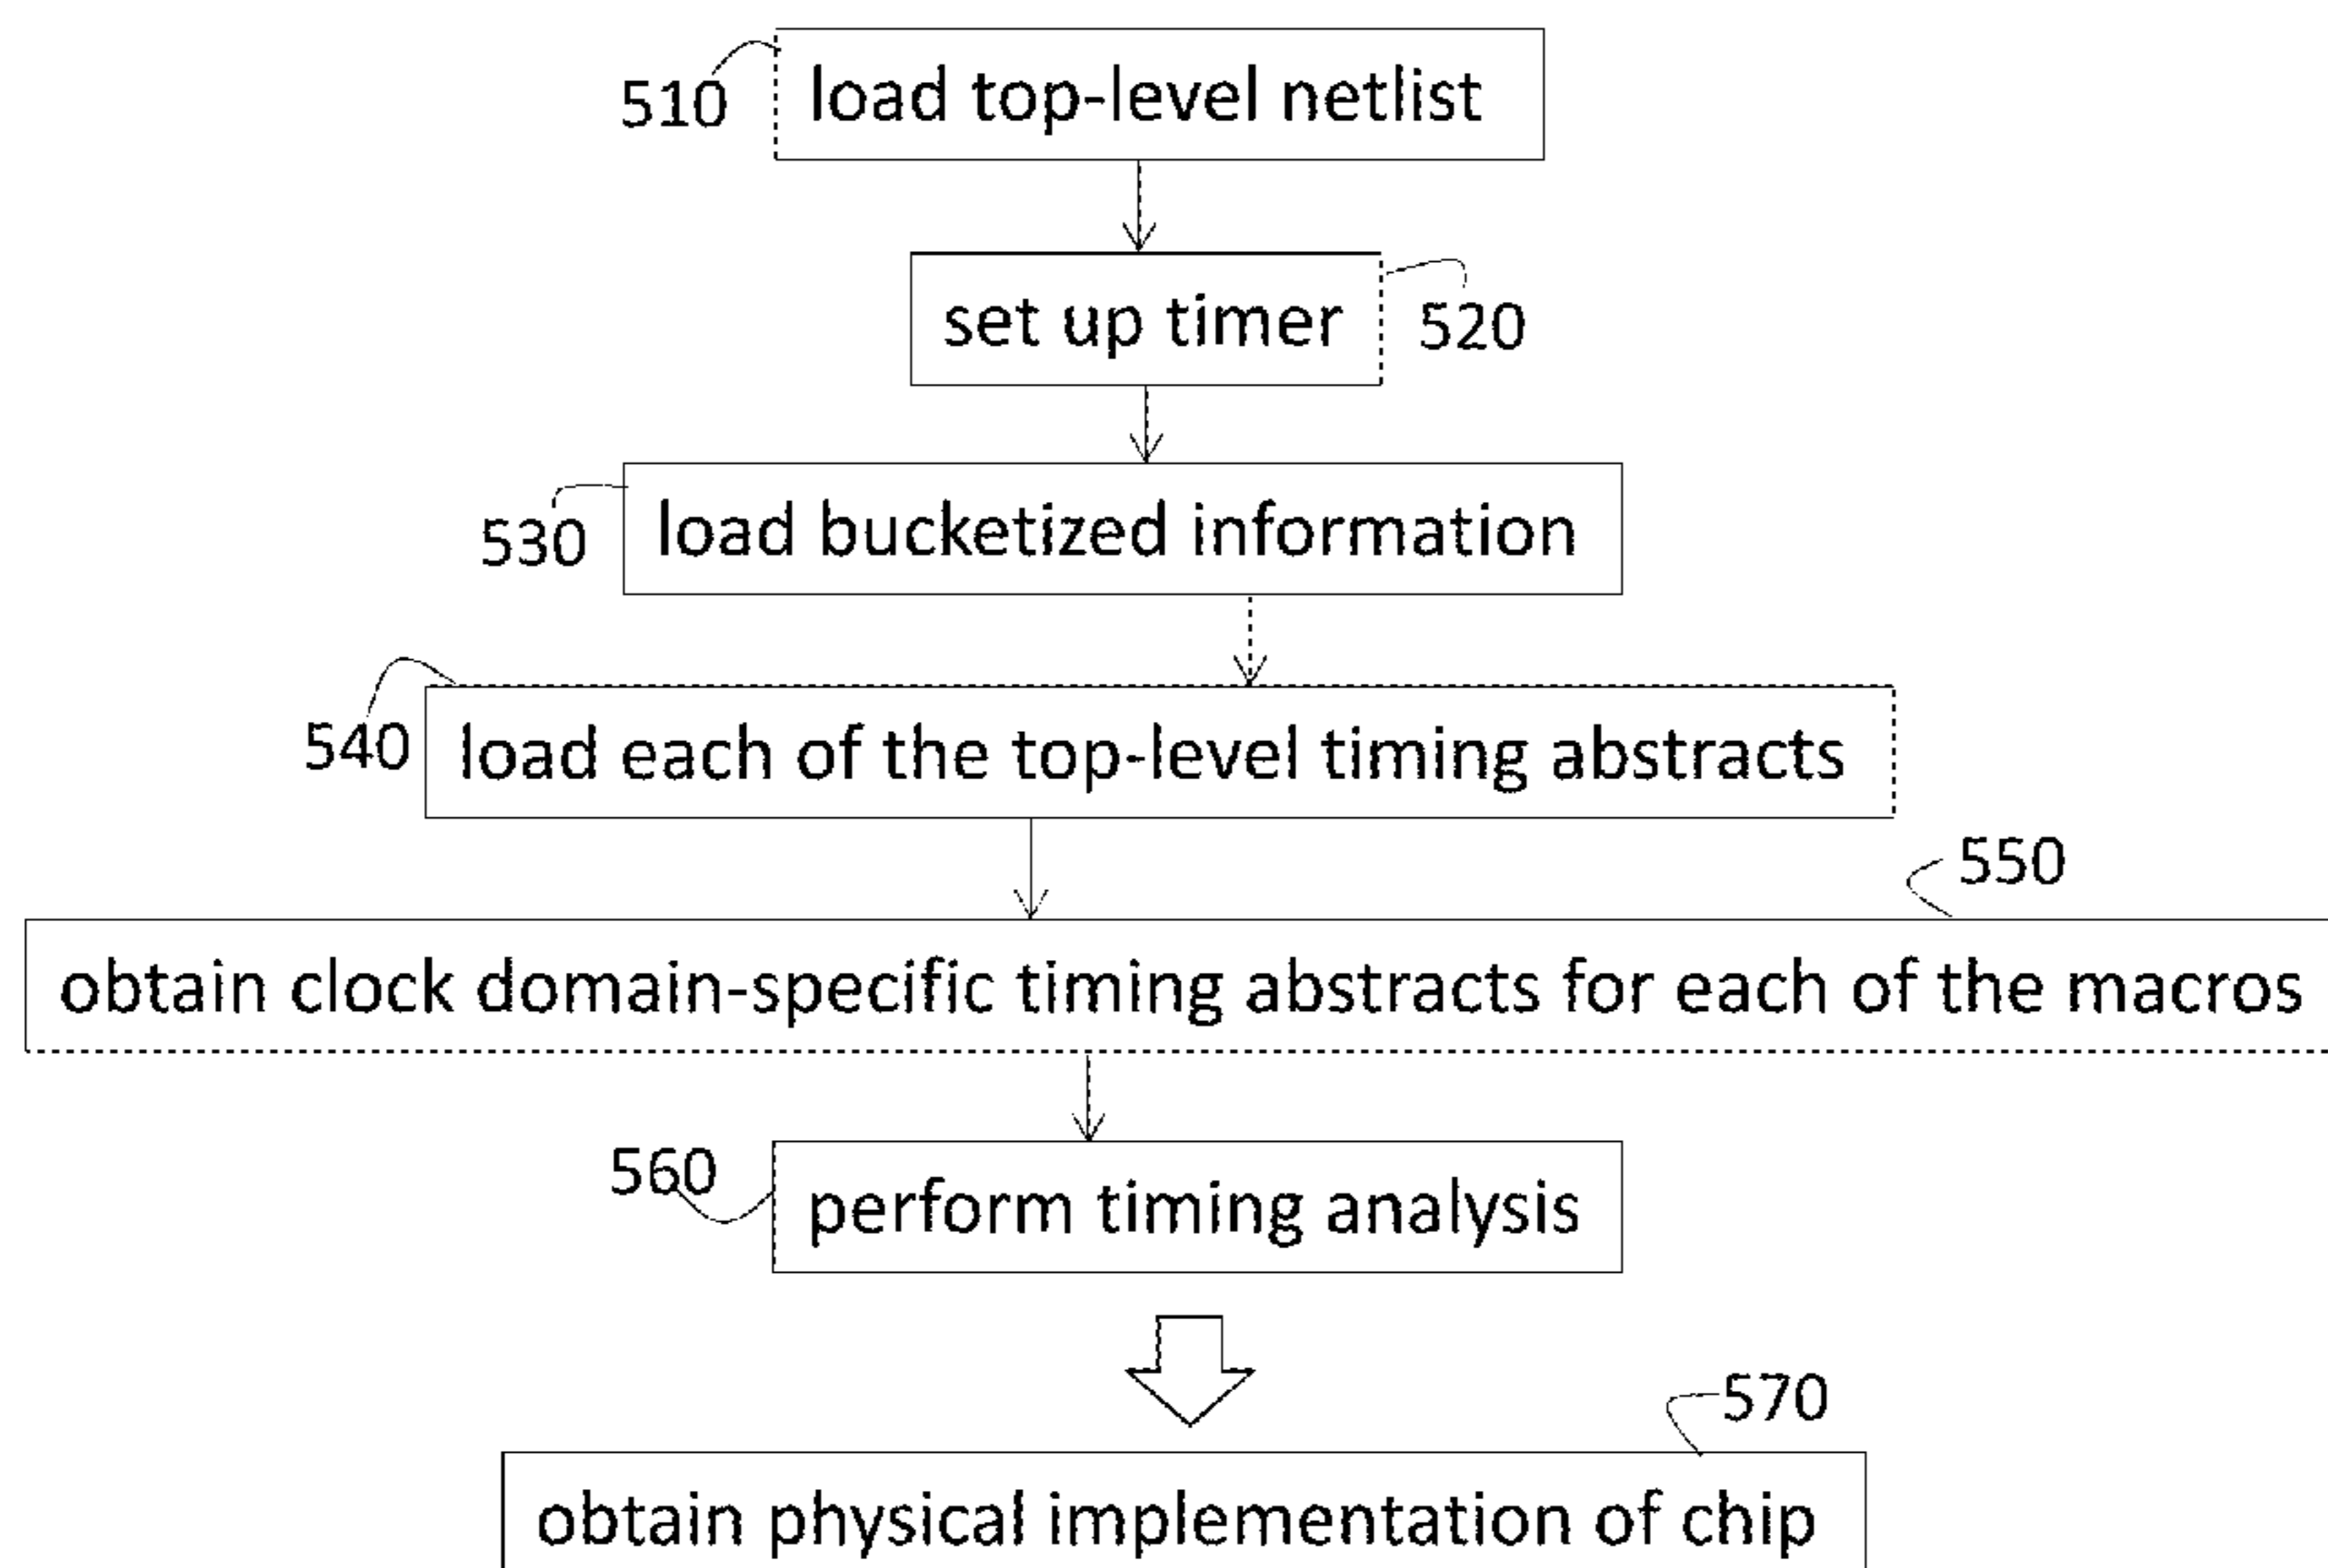 510
load top-level netlist
set up timer
520
load bucketized information
530
540
load each of the top-level timing abstracts
550
obtain clock domain-specific timing abstracts for each of the macros
560
perform timing analysis
570
obtain physical implementation of chip